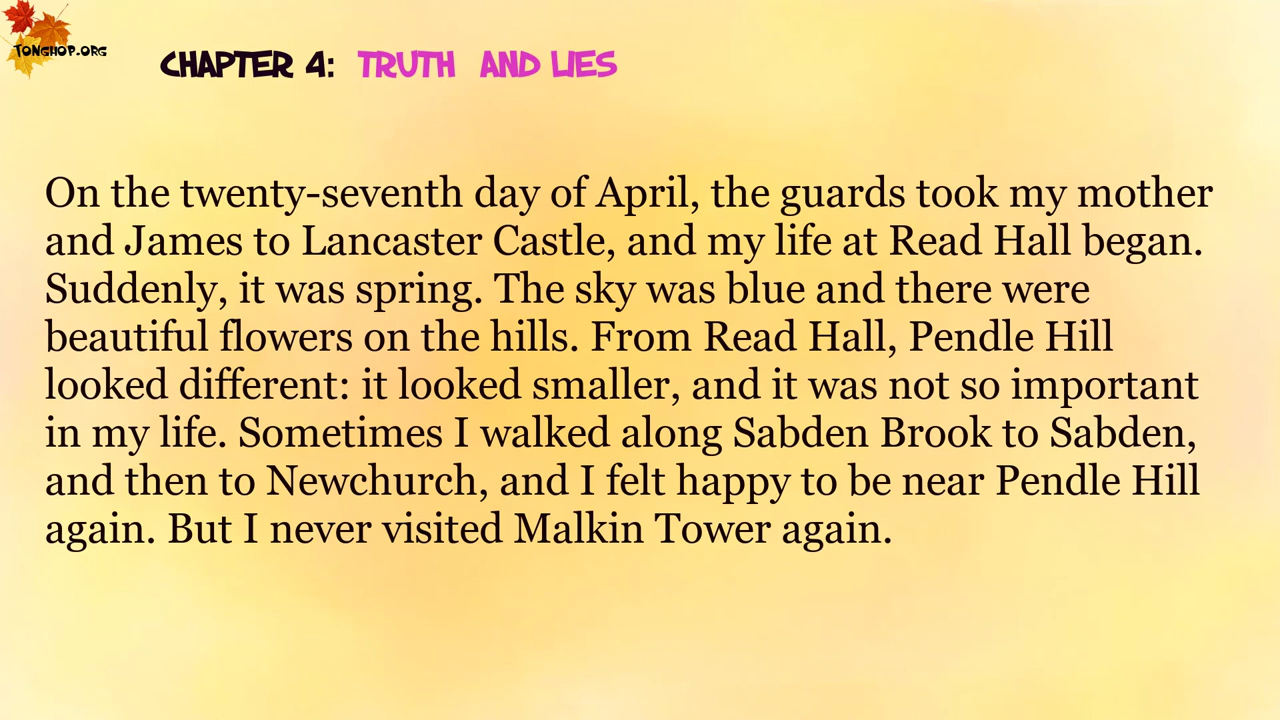 TONGHOP.ORG
CHAPTER 4: TRUTH AND LIES
On the twenty-seventh day of April, the guards took my mother
and James to Lancaster Castle, and my life at Read Hall began.
Suddenly, it was spring. The sky was blue and there were
beautiful flowers on the hills. From Read Hall, Pendle Hill
looked different: it looked smaller, and it was not so important
in my life. Sometimes I walked along Sabden Brook to Sabden,
and then to Newchurch, and I felt happy to be near Pendle Hill
again. But I never visited Malkin Tower again.